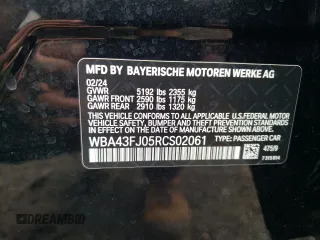 MFD BY BAYERISCHE MOTOREN WERKE AG
02/24
GVWR 5192 lbs 2355 kg
GAWR FRONT 2590 lbs 1175 kg
GAWR REAR 2910 lbs 1320 kg
THIS VEHICLE CONFORMS TO ALL APPLICABLE
FEDERAL MOTOR VEHICLE SAFETY, BUMPER,
AND THEFT PREVENTION STANDARDS IN EFFECT ON
THE DATE OF MANUFACTURE SHOWN ABOVE.
WBA43FJ05RCS02061 TYPE: PASSENGER CAR
475/9
DREAMBID